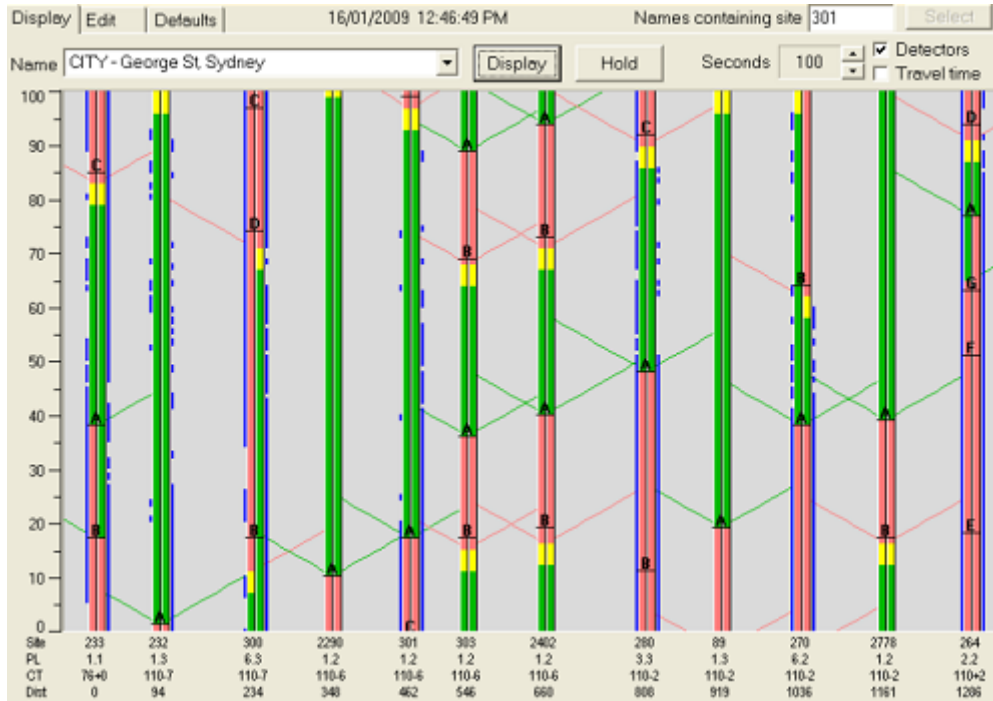 Display Edit Defaults 16/01/2009 12:46:49 PM Names containing site 301 Select
Name CITY - George St, Sydney Display Hold Seconds 100 Detectors
Travel time
100
90
80
70
60
50
40
30
20
10
0
C
B
A
A
C
D
B
A
A
C
A
B
A
B
A
B
A
B
C
A
B
A
B
A
A
B
D
A
G
F
E
Site 233 232 300 2290 301 303 2402 280 89 270 2778 264
PL 1.1 1.3 6.3 1.2 1.2 1.2 1.2 3.3 1.3 6.2 1.2 2.2
CT 76+0 110-7 110-7 110-6 110-6 110-6 110-6 110-2 110-2 110-2 110-2 110+2
Dist 0 94 234 348 462 546 660 808 919 1036 1161 1286